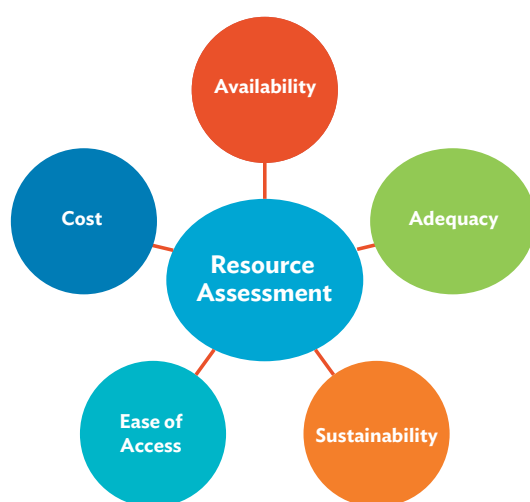 Availability
Cost
Adequacy
Resource
Assessment
Ease of
Access
Sustainability